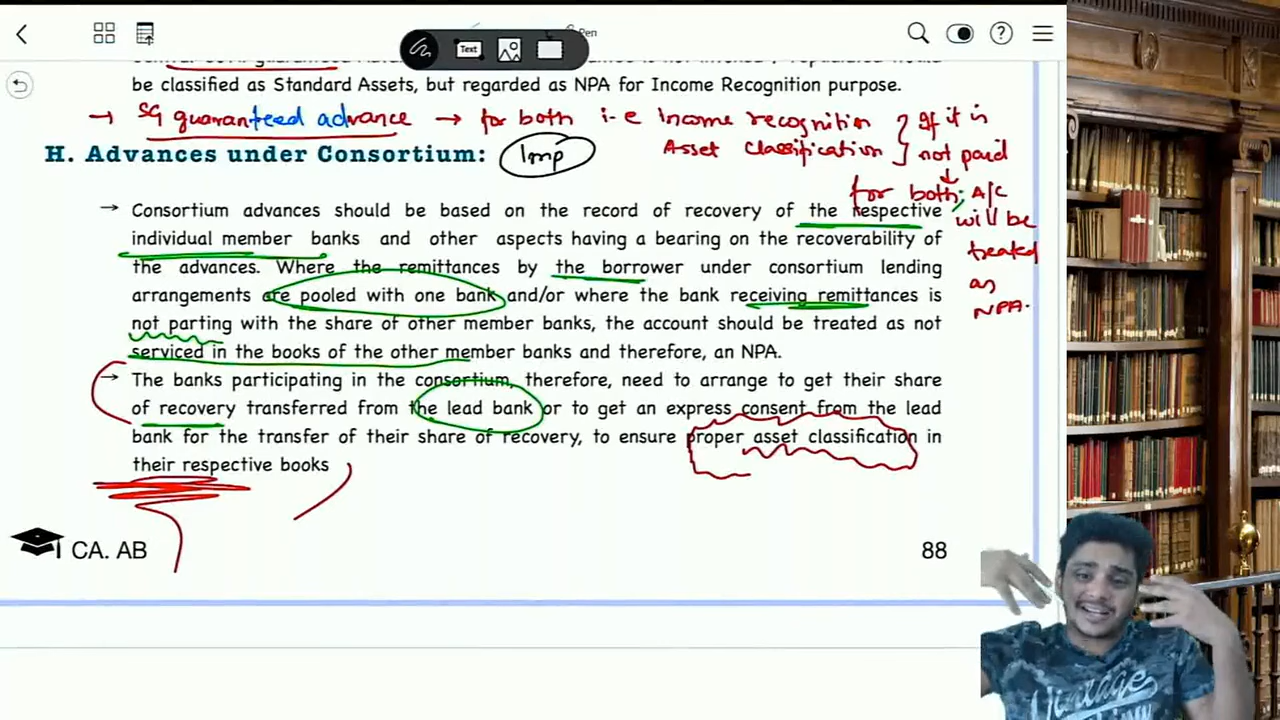 Text
Pen
guaranteed
be classified as Standard Assets, but regarded as NPA for Income Recognition purpose.
→ SG guaranteed advance → for both i-e Income recognition } If it is
Asset Classification } not paid
H. Advances under Consortium: Imp
for both; A/C
will be
treated
as
NPA.
→ Consortium advances should be based on the record of recovery of the respective
individual member banks and other aspects having a bearing on the recoverability of
the advances. Where the remittances by the borrower under consortium lending
arrangements are pooled with one bank and/or where the bank receiving remittances is
not parting with the share of other member banks, the account should be treated as not
serviced in the books of the other member banks and therefore, an NPA.
→ The banks participating in the consortium, therefore, need to arrange to get their share
of recovery transferred from the lead bank or to get an express consent from the lead
bank for the transfer of their share of recovery, to ensure proper asset classification in
their respective books
CA. AB
88
Vintage